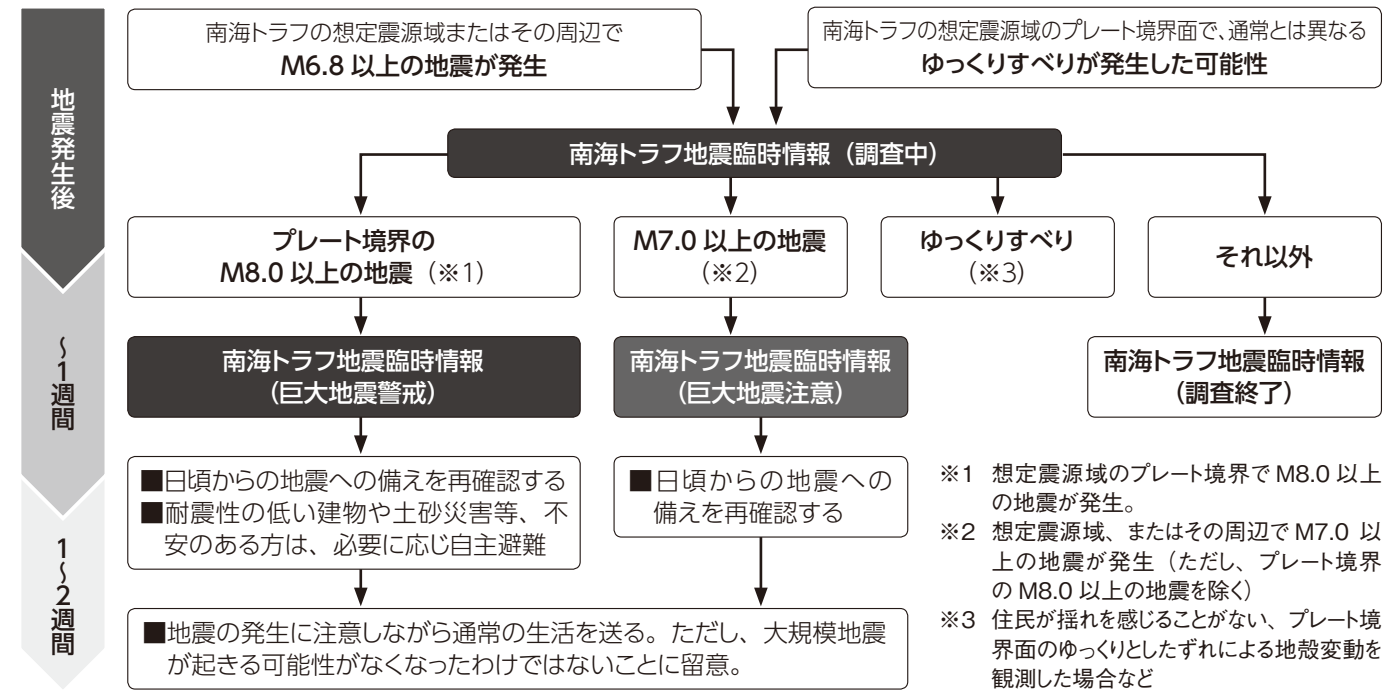 地震発生後
～1週間
1～2週間
南海トラフの想定震源域またはその周辺で
M6.8 以上の地震が発生
南海トラフの想定震源域のプレート境界面で、通常とは異なる
ゆっくりすべりが発生した可能性
南海トラフ地震臨時情報（調査中）
プレート境界の
M8.0 以上の地震（※1）
M7.0 以上の地震
（※2）
ゆっくりすべり
（※3）
それ以外
南海トラフ地震臨時情報
（巨大地震警戒）
南海トラフ地震臨時情報
（巨大地震注意）
南海トラフ地震臨時情報
（調査終了）
■日頃からの地震への備えを再確認する
■耐震性の低い建物や土砂災害等、不
安のある方は、必要に応じ自主避難
■日頃からの地震への
備えを再確認する
■地震の発生に注意しながら通常の生活を送る。ただし、大規模地震
が起きる可能性がなくなったわけではないことに留意。
※1 想定震源域のプレート境界で M8.0 以上
の地震が発生。
※2 想定震源域、またはその周辺で M7.0 以
上の地震が発生（ただし、プレート境界
の M8.0 以上の地震を除く）
※3 住民が揺れを感じることがない、プレート境
界面のゆっくりとしたずれによる地殻変動を
観測した場合など